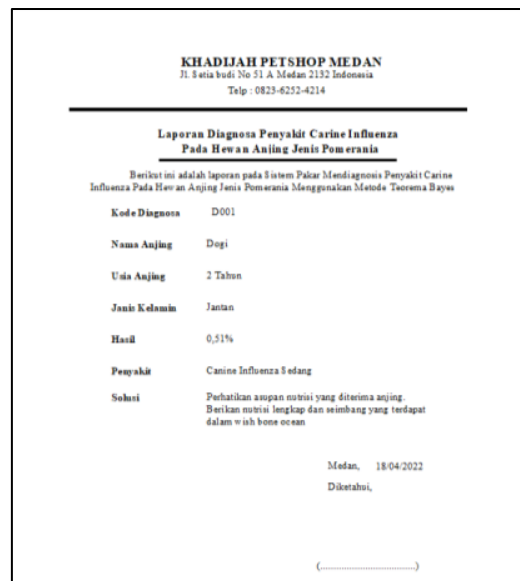 KHADIJAH PETSHOP MEDAN
Jl. Setia budi No 51 A Medan 2132 Indonesia
Telp : 0823-6252-4214
Laporan Diagnosa Penyakit Carine Influenza
Pada Hewan Anjing Jenis Pomerania
Berikut ini adalah laporan pada Sistem Pakar Mendiagnosis Penyakit Carine
Influenza Pada Hewan Anjing Jenis Pomerania Menggunakan Metode Teorema Bayes
Kode Diagnosa D001
Nama Anjing Dogi
Usia Anjing 2 Tahun
Janis Kelamin Jantan
Hasil 0,51%
Penyakit Canine Influenza Sedang
Solusi Perhatikan asupan nutrisi yang diterima anjing.
Berikan nutrisi lengkap dan seimbang yang terdapat
dalam wish bone ocean
Medan, 18/04/2022
Diketahui,
(...................................)